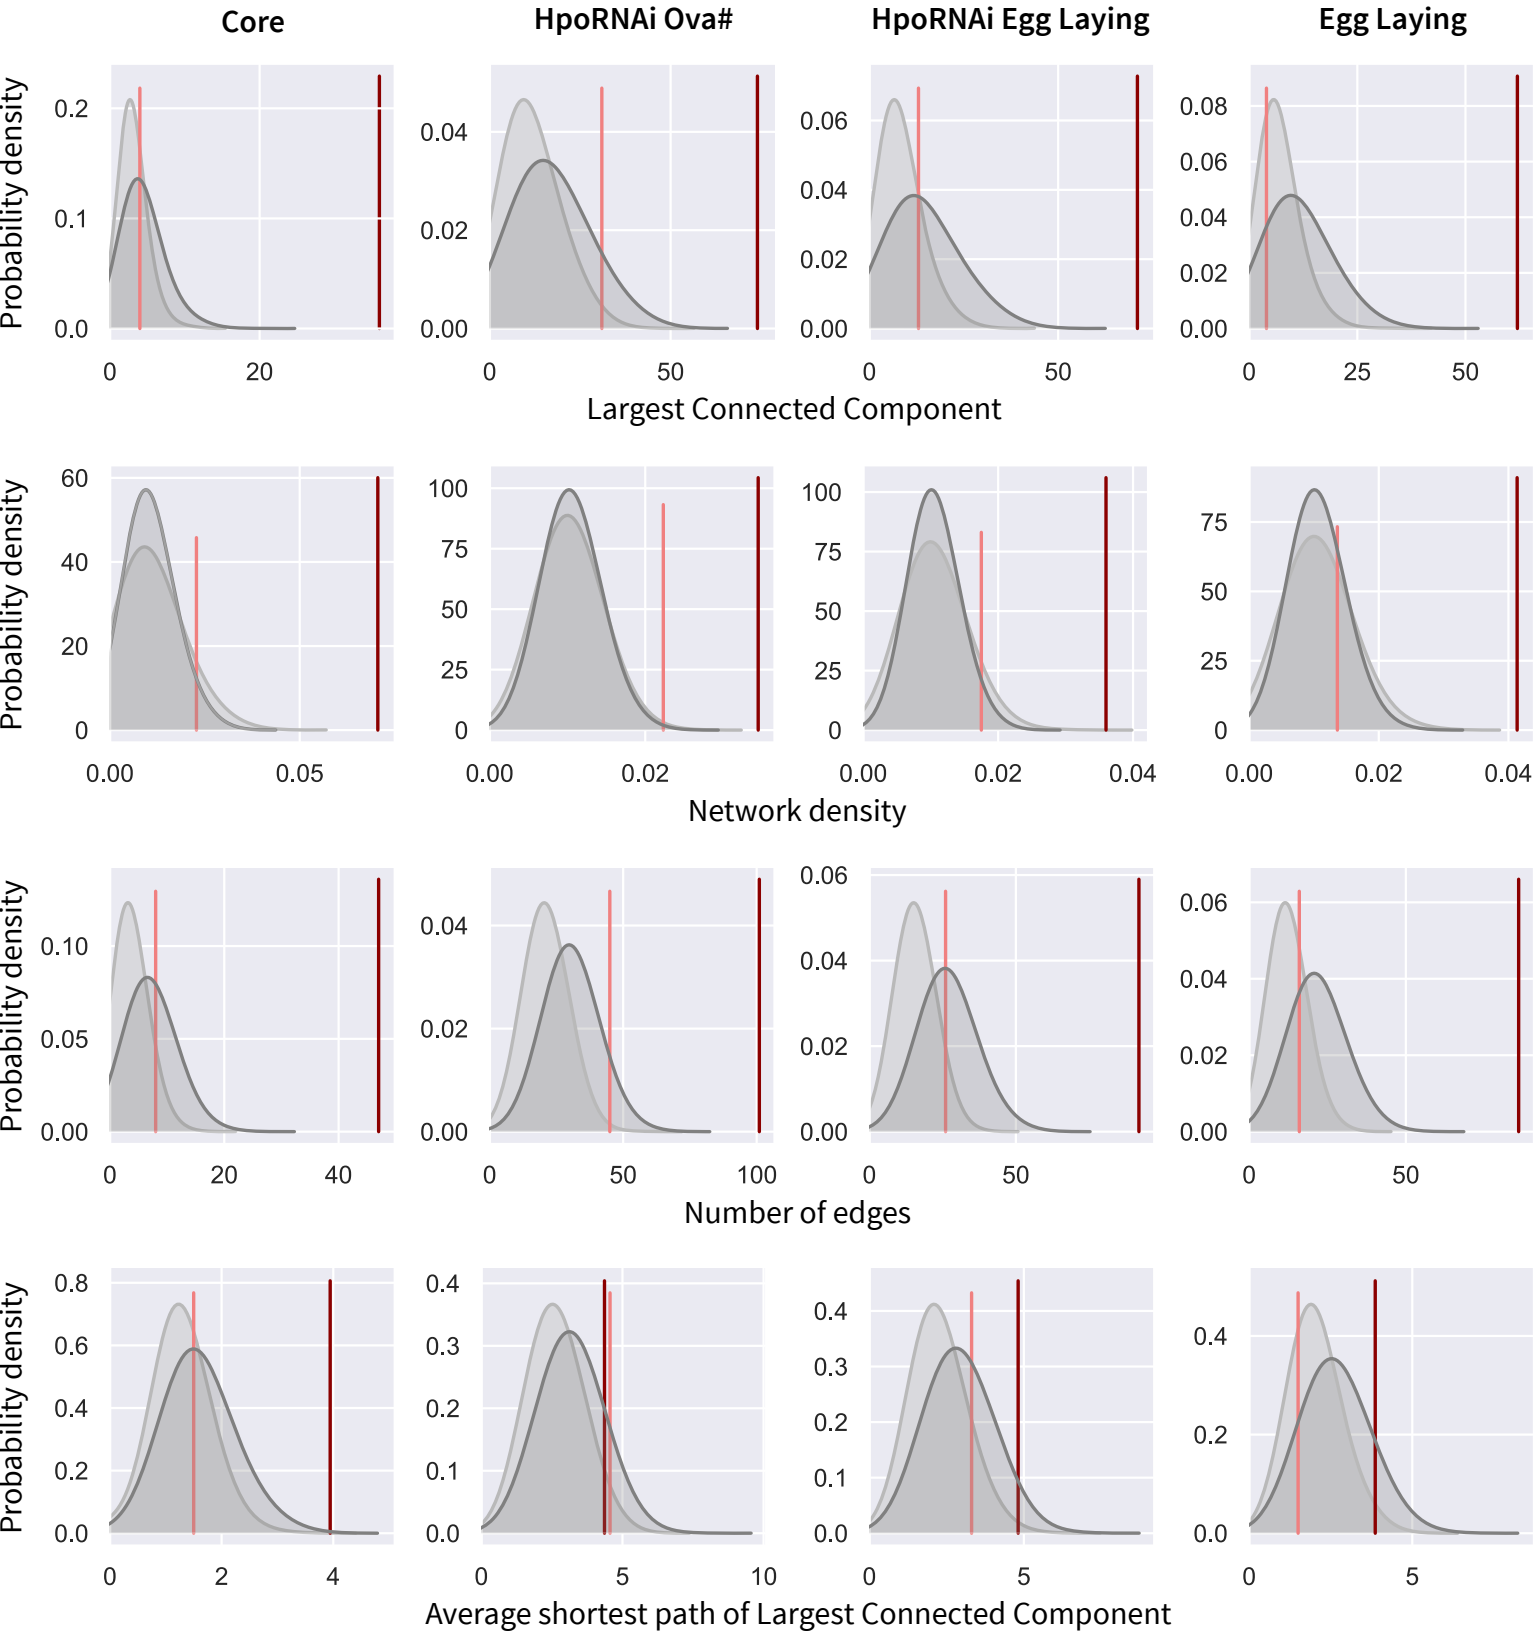 Core HpoRNAi Ova# HpoRNAi Egg Laying Egg Laying
Probability density
0.2 0.1 0.0
0 20
0.04 0.02 0.00
0 50
0.06 0.04 0.02 0.00
0 50
0.08 0.06 0.04 0.02 0.00
0 25 50
Largest Connected Component
Probability density
60 40 20 0
0.00 0.05
100 75 50 25 0
0.00 0.02
100 75 50 25 0
0.00 0.02 0.04
75 50 25 0
0.00 0.02 0.04
Network density
Probability density
0.10 0.05 0.00
0 20 40
0.04 0.02 0.00
0 50 100
0.06 0.04 0.02 0.00
0 50
0.06 0.04 0.02 0.00
0 50
Number of edges
Probability density
0.8 0.6 0.4 0.2 0.0
0 2 4
0.4 0.3 0.2 0.1 0.0
0 5 10
0.4 0.3 0.2 0.1 0.0
0 5
0.4 0.2 0.0
0 5
Average shortest path of Largest Connected Component